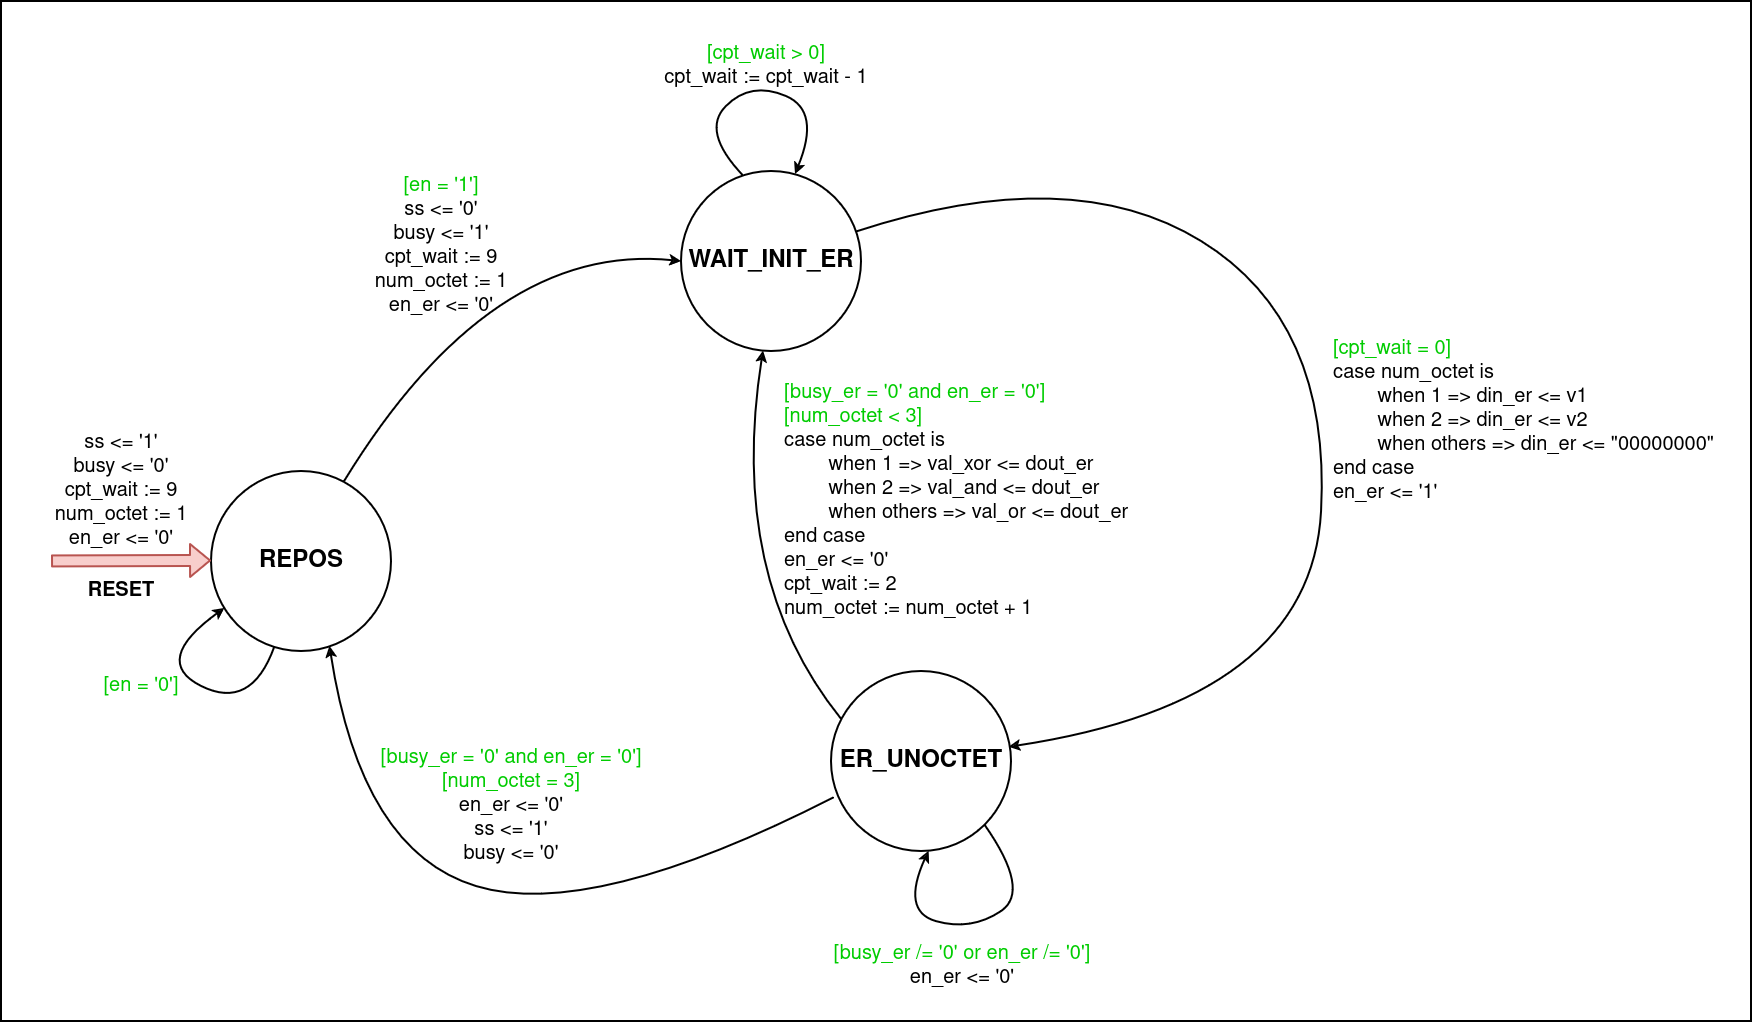 [cpt_wait > 0]
cpt_wait := cpt_wait - 1
[en = '1']
ss <= '0'
busy <= '1'
cpt_wait := 9
num_octet := 1
en_er <= '0'
WAIT_INIT_ER
[cpt_wait = 0]
case num_octet is
when 1 => din_er <= v1
when 2 => din_er <= v2
when others => din_er <= "00000000"
end case
en_er <= '1'
[busy_er = '0' and en_er = '0']
[num_octet < 3]
case num_octet is
when 1 => val_xor <= dout_er
when 2 => val_and <= dout_er
when others => val_or <= dout_er
end case
en_er <= '0'
cpt_wait := 2
num_octet := num_octet + 1
ss <= '1'
busy <= '0'
cpt_wait := 9
num_octet := 1
en_er <= '0'
RESET
REPOS
[en = '0']
[busy_er = '0' and en_er = '0']
[num_octet = 3]
en_er <= '0'
ss <= '1'
busy <= '0'
ER_UNOCTET
[busy_er /= '0' or en_er /= '0']
en_er <= '0'